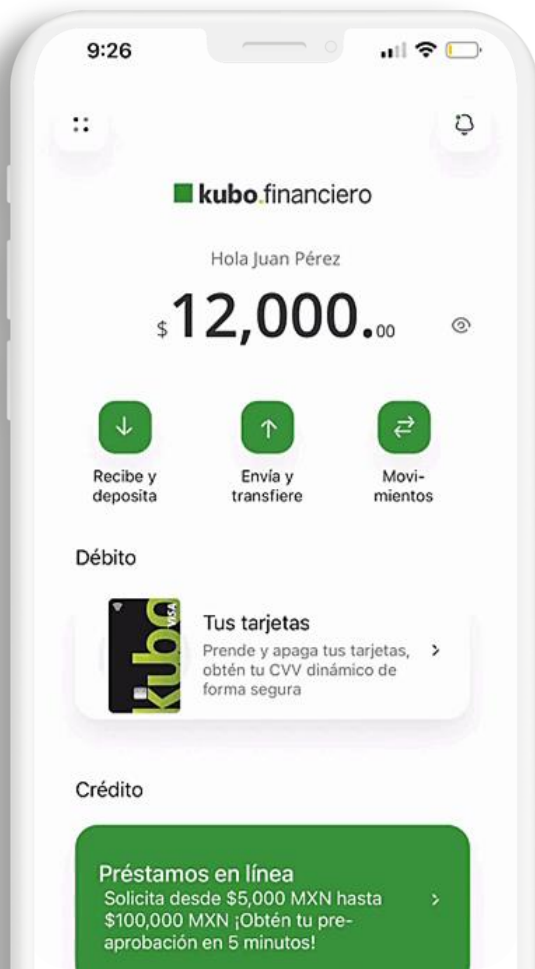 9:26
kubo.financiero
Hola Juan Pérez
$12,000.00
Recibe y
deposita
Envía y
transfiere
Movi-
mientos
Débito
kubo
VISA
Tus tarjetas
Prende y apaga tus tarjetas,
obtén tu CVV dinámico de
forma segura
Crédito
Préstamos en línea
Solicita desde $5,000 MXN hasta
$100,000 MXN ¡Obtén tu pre-
aprobación en 5 minutos!